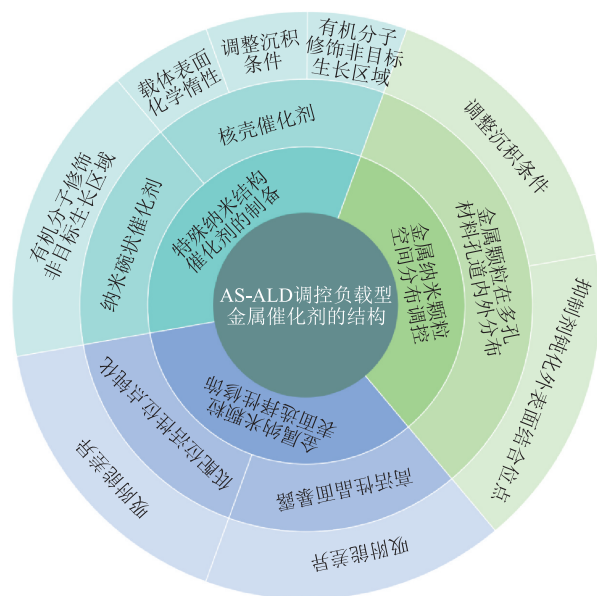 AS-ALD调控负载型
金属催化剂的结构
特殊纳米结构
催化剂的制备
核壳催化剂
纳米碗状催化剂
载体表面
化学惰性
调整沉积
条件
有机分子
修饰非目标
生长区域
有机分子修饰
非目标生长区域
金属纳米颗粒
空间分布调控
金属颗粒在多孔
材料孔道内外分布
调整沉积条件
抑制剂钝化外表面结合位点
金属纳米颗粒
表面选择性修饰
高活性晶面暴露
吸附能差异
低配位活性位点钝化
吸附能差异